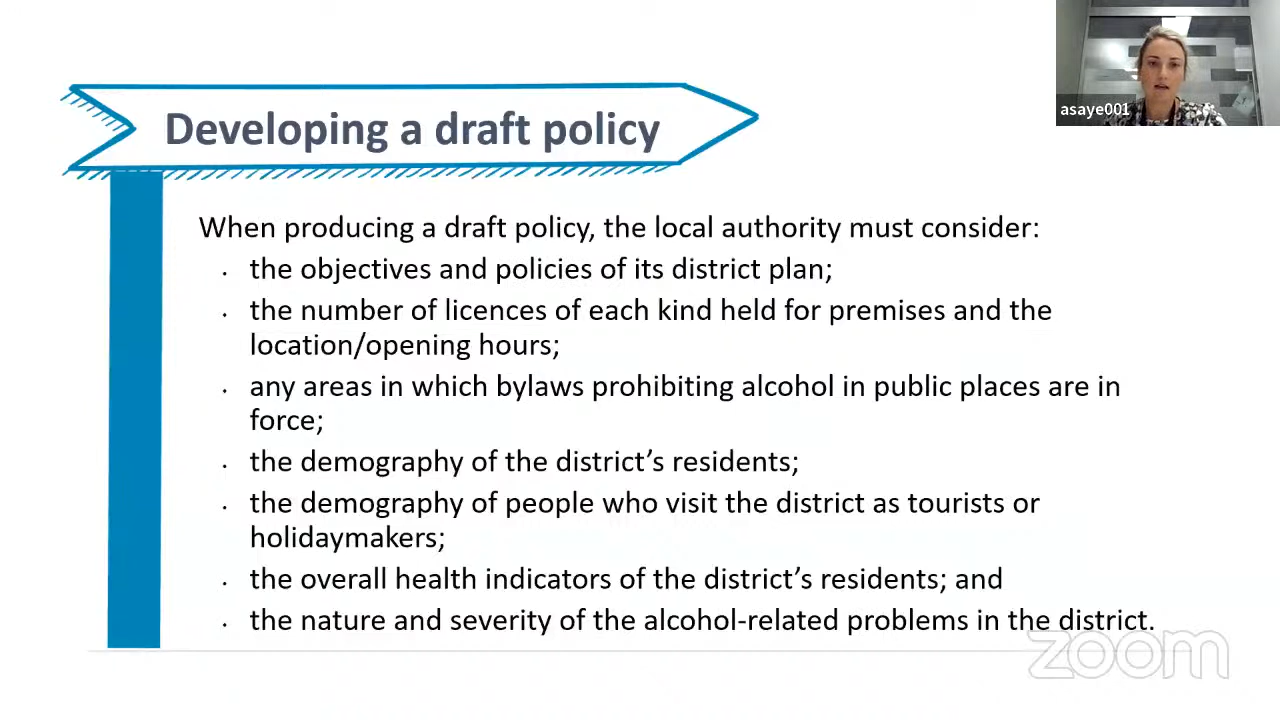 asaye001
Developing a draft policy
When producing a draft policy, the local authority must consider:
· the objectives and policies of its district plan;
· the number of licences of each kind held for premises and the
location/opening hours;
· any areas in which bylaws prohibiting alcohol in public places are in
force;
· the demography of the district’s residents;
· the demography of people who visit the district as tourists or
holidaymakers;
· the overall health indicators of the district’s residents; and
· the nature and severity of the alcohol-related problems in the district.
zoom